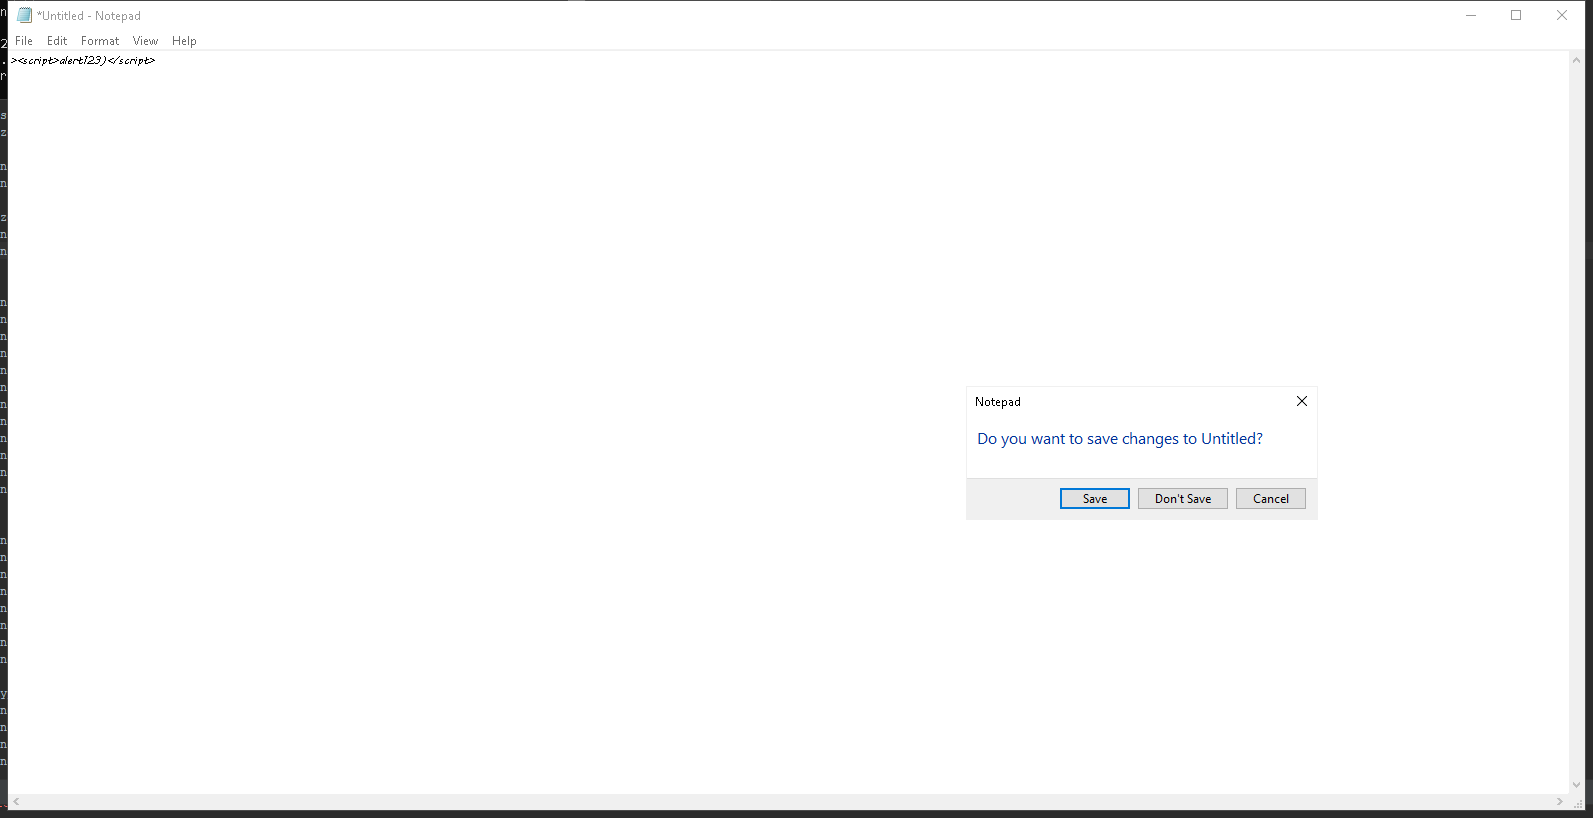 *Untitled - Notepad
File Edit Format View Help
><script>alert123)</script>
Notepad
Do you want to save changes to Untitled?
Save Don't Save Cancel